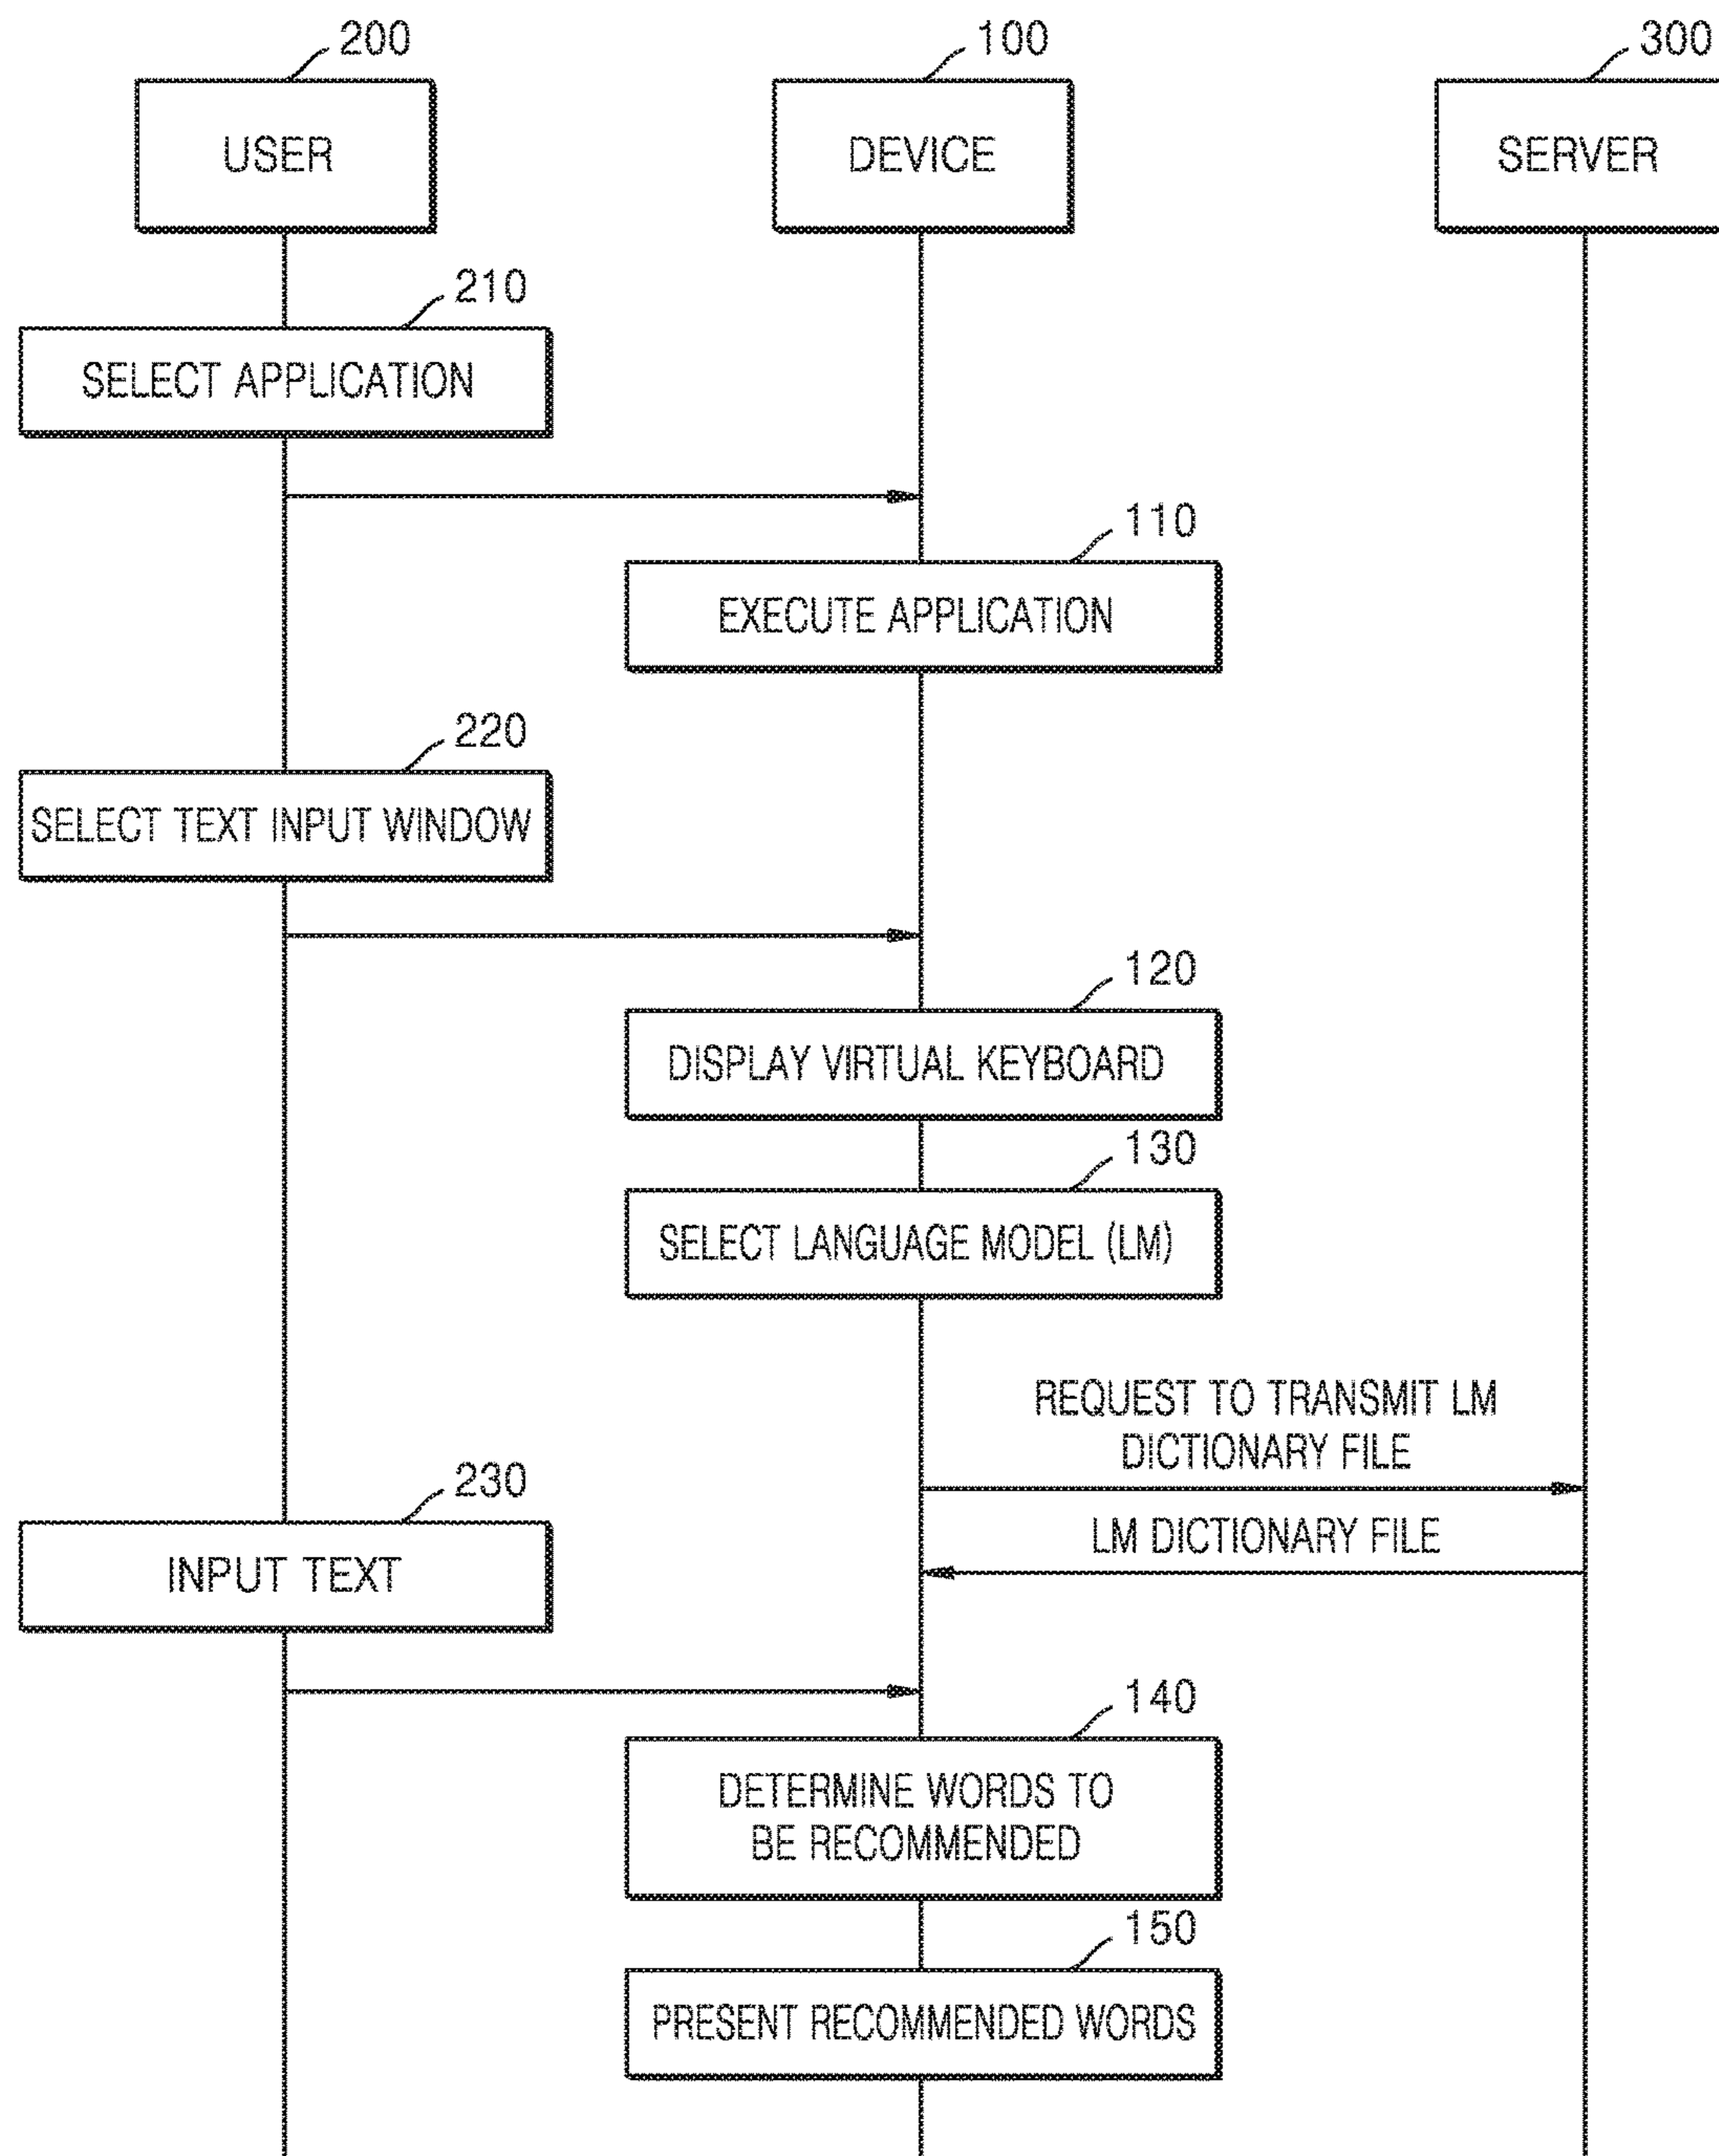 200
100
300
USER
DEVICE
SERVER
210
SELECT APPLICATION
110
EXECUTE APPLICATION
220
SELECT TEXT INPUT WINDOW
120
DISPLAY VIRTUAL KEYBOARD
130
SELECT LANGUAGE MODEL (LM)
REQUEST TO TRANSMIT LM
DICTIONARY FILE
230
LM DICTIONARY FILE
INPUT TEXT
140
DETERMINE WORDS TO
BE RECOMMENDED
150
PRESENT RECOMMENDED WORDS